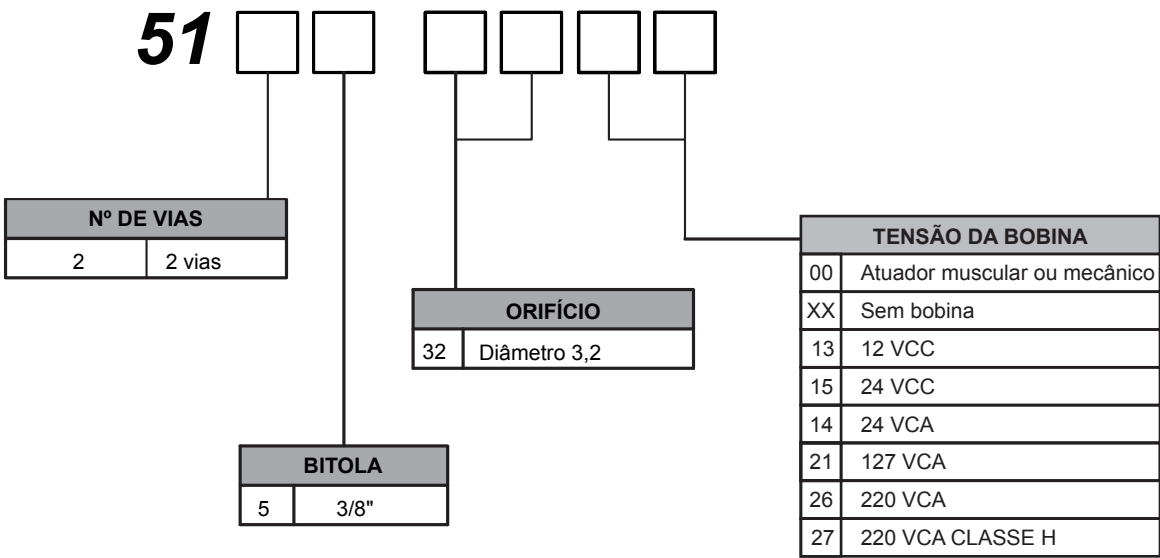 51
Nº DE VIAS
2 2 vias
ORIFÍCIO
32 Diâmetro 3,2
BITOLA
5 3/8"
TENSÃO DA BOBINA
00 Atuador muscular ou mecânico
XX Sem bobina
13 12 VCC
15 24 VCC
14 24 VCA
21 127 VCA
26 220 VCA
27 220 VCA CLASSE H